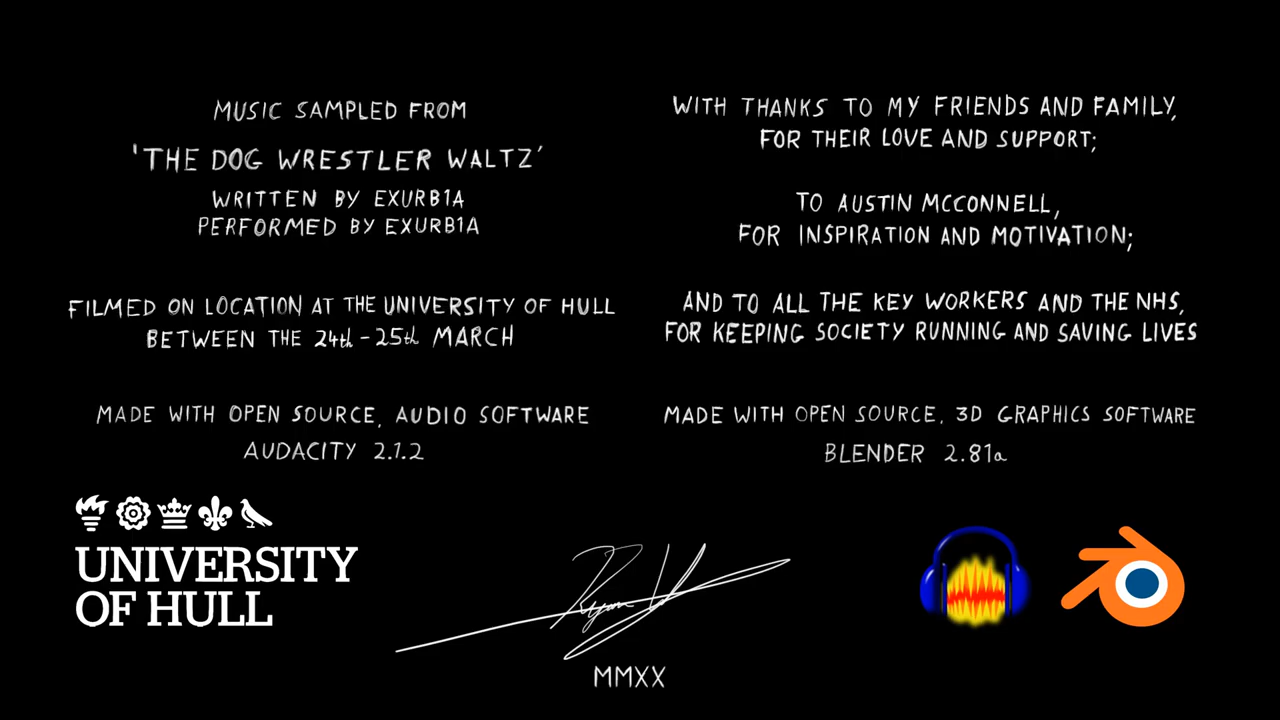 MUSIC SAMPLED FROM
'THE DOG WRESTLER WALTZ'
WRITTEN BY EXURB1A
PERFORMED BY EXURB1A
FILMED ON LOCATION AT THE UNIVERSITY OF HULL
BETWEEN THE 24th - 25th MARCH
MADE WITH OPEN SOURCE, AUDIO SOFTWARE
AUDACITY 2.1.2
WITH THANKS TO MY FRIENDS AND FAMILY,
FOR THEIR LOVE AND SUPPORT;
TO AUSTIN MCCONNELL,
FOR INSPIRATION AND MOTIVATION;
AND TO ALL THE KEY WORKERS AND THE NHS,
FOR KEEPING SOCIETY RUNNING AND SAVING LIVES
MADE WITH OPEN SOURCE, 3D GRAPHICS SOFTWARE
BLENDER 2.81a
UNIVERSITY
OF HULL
Ryan
MMXX